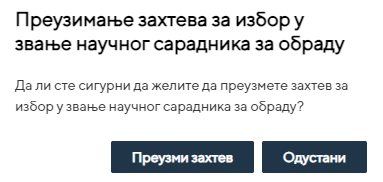 Преузимање захтева за избор у
звање научног сарадника за обраду
Да ли сте сигурни да желите да преузмете захтев за
избор у звање научног сарадника за обраду?
Преузми захтев Одустани